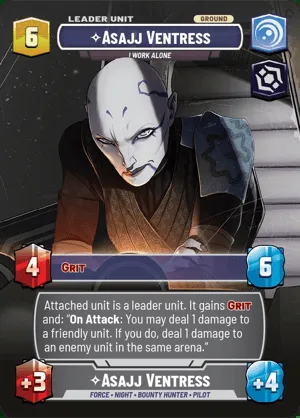 LEADER UNIT
GROUND
6
✧ASAJJ VENTRESS
I WORK ALONE
4
GRIT
6
Attached unit is a leader unit. It gains GRIT
and: "On Attack: You may deal 1 damage to
a friendly unit. If you do, deal 1 damage to
an enemy unit in the same arena."
+3
✧ASAJJ VENTRESS
+4
FORCE • NIGHT • BOUNTY HUNTER • PILOT